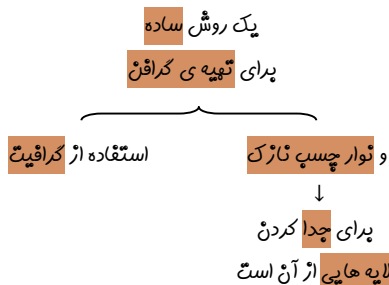 یک روش ساده
برای تهیه ی گرافن
استفاده از گرافیت
و نوار چسب نازک
↓
برای جدا کردن
لایه هایی از آن است